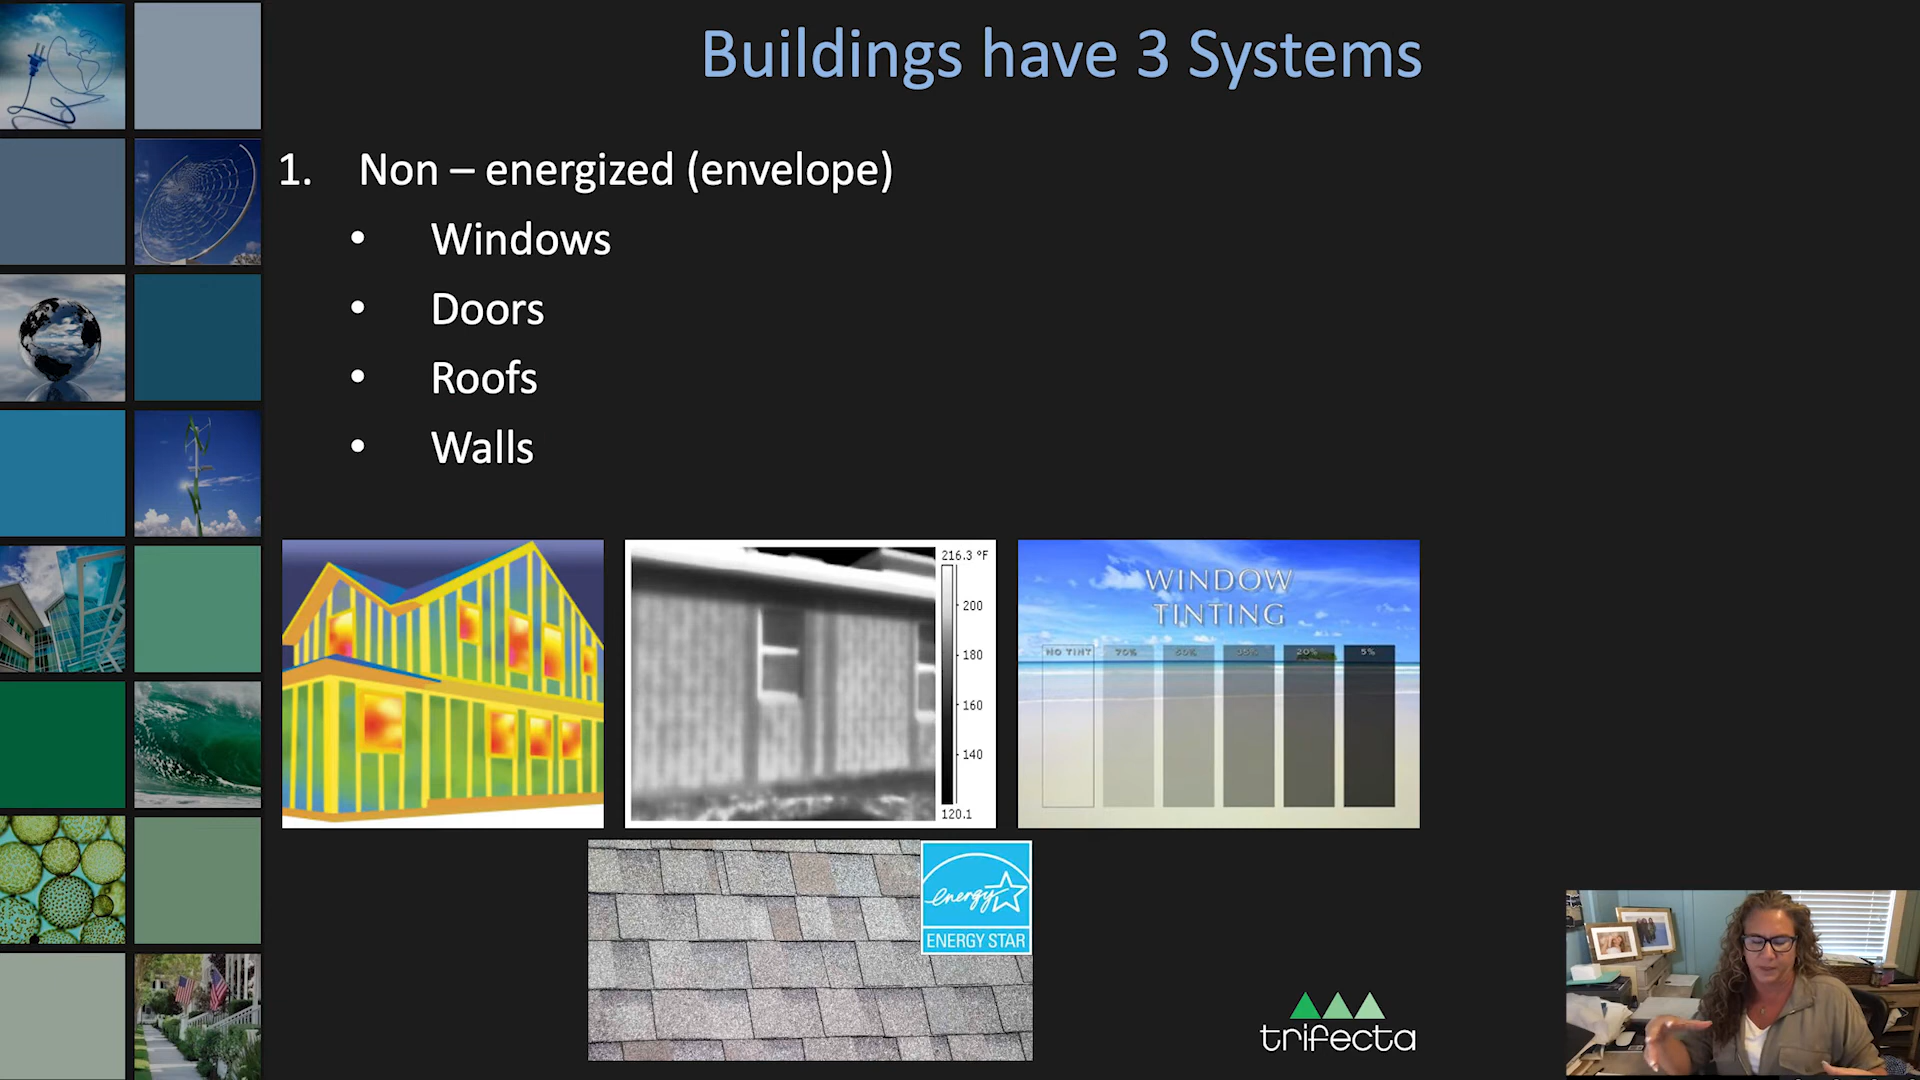 Buildings have 3 Systems
1. Non – energized (envelope)
• Windows
• Doors
• Roofs
• Walls
216.3 °F
200
180
160
140
120.1
WINDOW
TINTING
NO TINT 70% 50% 35% 20% 5%
energy
ENERGY STAR
trifecta